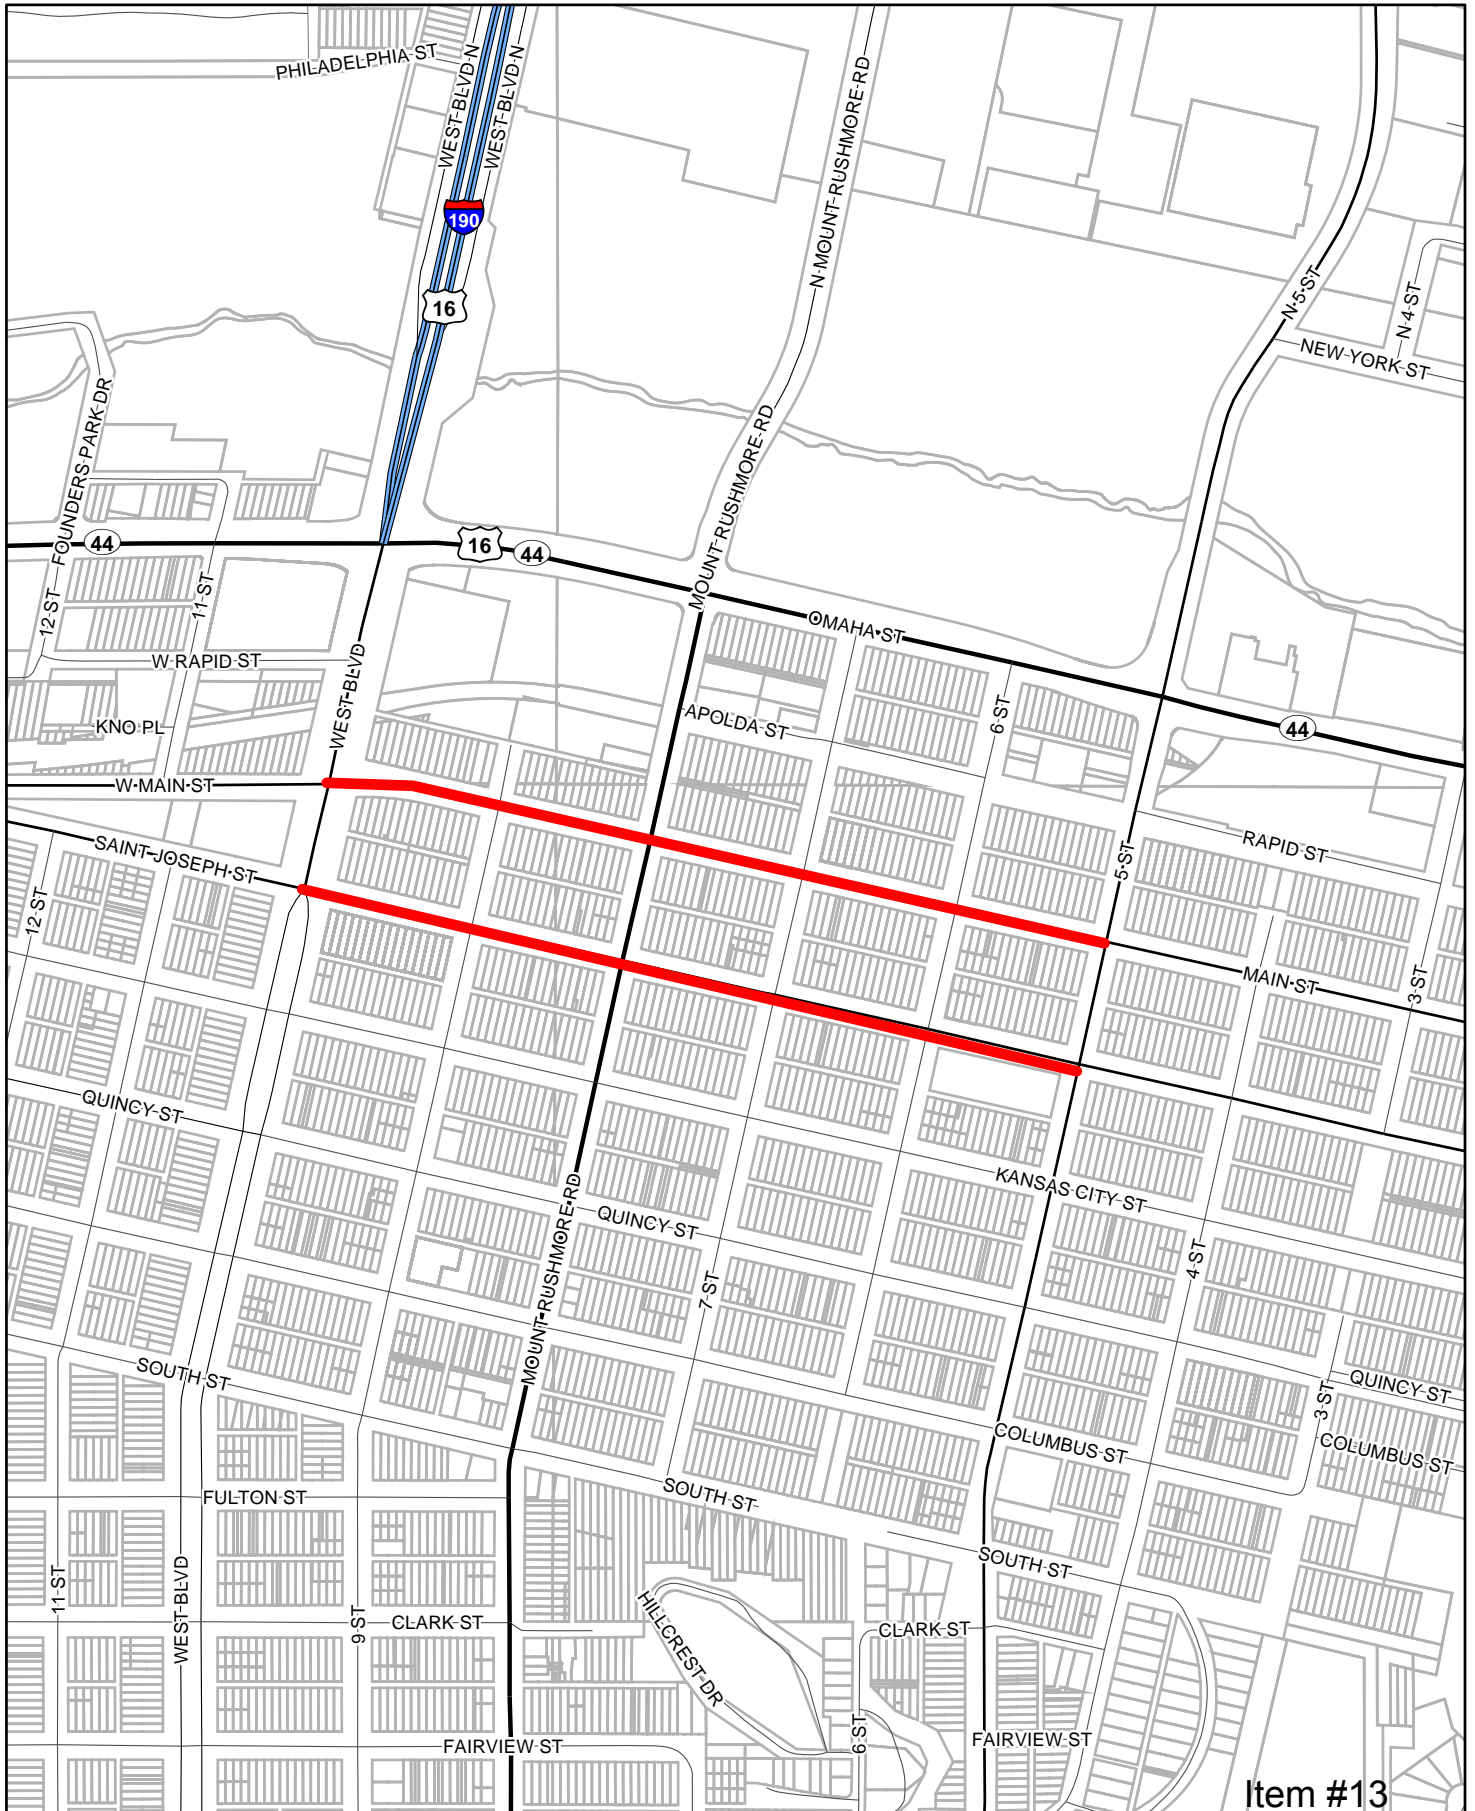 PHILADELPHIA ST
WEST BLVD N
WEST BLVD N
N MOUNT RUSHMORE RD
190
16
N 5 ST
N 4 ST
NEW YORK ST
FOUNDERS PARK DR
MOUNT RUSHMORE RD
44
16
44
12 ST
11 ST
OMAHA ST
W RAPID ST
WEST BLVD
KNO PL
APOLDA ST
6 ST
44
W MAIN ST
SAINT JOSEPH ST
RAPID ST
5 ST
12 ST
MAIN ST
3 ST
QUINCY ST
KANSAS CITY ST
QUINCY ST
MOUNT RUSHMORE RD
7 ST
4 ST
SOUTH ST
QUINCY ST
3 ST
COLUMBUS ST
COLUMBUS ST
FULTON ST
SOUTH ST
SOUTH ST
11 ST
WEST BLVD
9 ST
CLARK ST
HILLCREST DR
CLARK ST
6 ST
FAIRVIEW ST
FAIRVIEW ST
Item #13